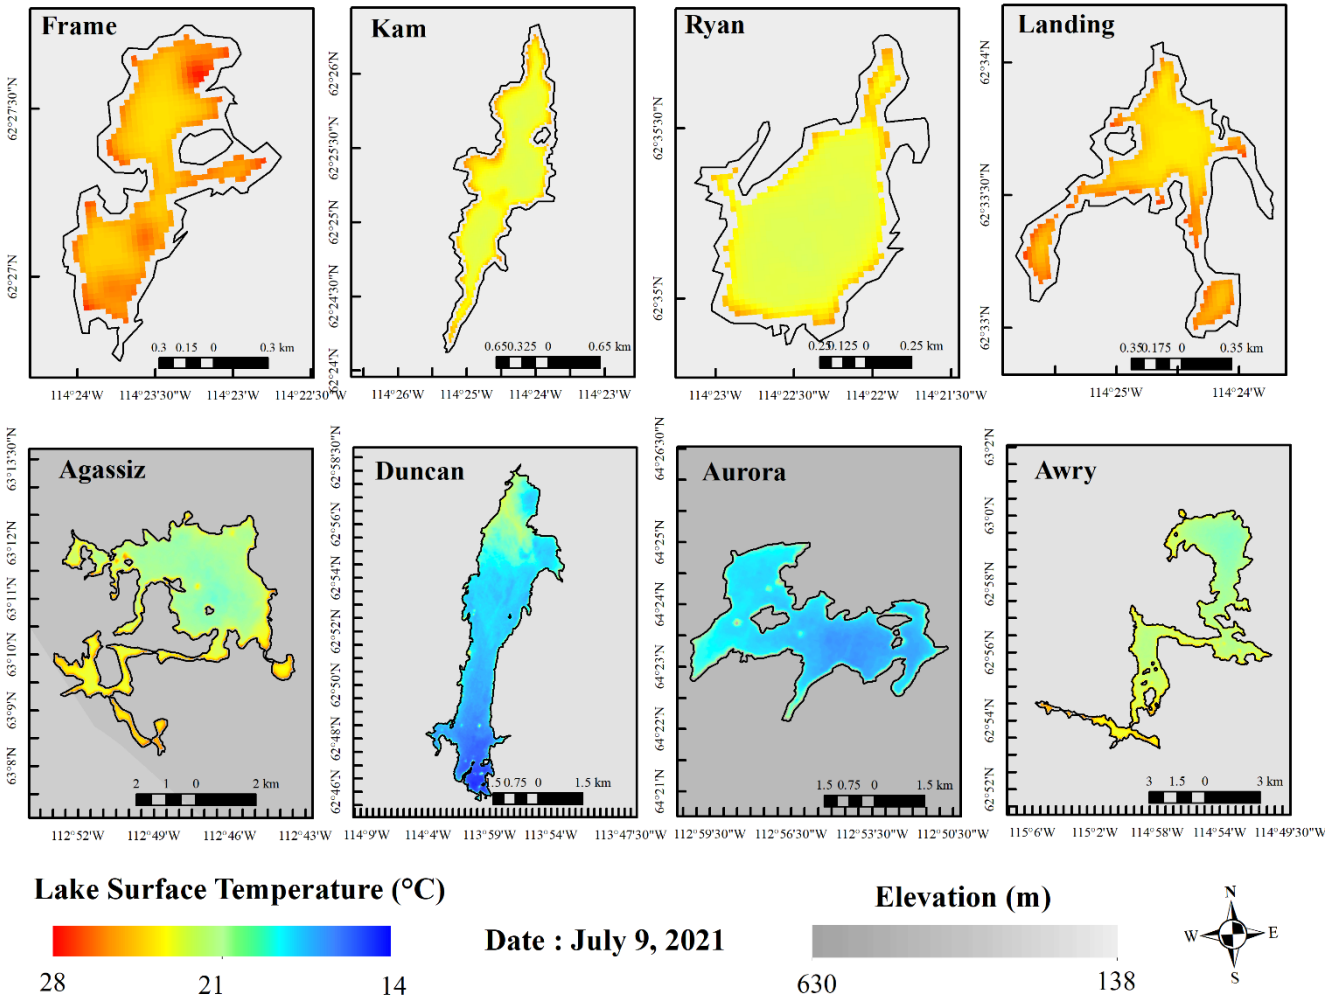 Frame
62°27'30"N
62°27'N
0.3 0.15 0 0.3 km
114°24'W 114°23'30"W 114°23'W 114°22'30"W
Kam
62°26'N
62°25'30"N
62°25'N
62°24'30"N
62°24'N
0.65 0.325 0 0.65 km
114°26'W 114°25'W 114°24'W 114°23'W
Ryan
62°35'30"N
62°35'N
0.25 0.125 0 0.25 km
114°23'W 114°22'30"W 114°22'W 114°21'30"W
Landing
62°34'N
62°33'30"N
62°33'N
0.35 0.175 0 0.35 km
114°25'W 114°24'W
Agassiz
63°13'30"N
63°12'N
63°11'N
63°10'N
63°9'N
63°8'N
2 1 0 2 km
112°52'W 112°49'W 112°46'W 112°43'W
Duncan
62°58'30"N
62°56'N
62°54'N
62°52'N
62°50'N
62°48'N
62°46'N
1.5 0.75 0 1.5 km
114°9'W 114°4'W 113°59'W 113°54'W 113°47'30"W
Aurora
64°26'30"N
64°25'N
64°24'N
64°23'N
64°22'N
64°21'N
1.5 0.75 0 1.5 km
112°59'30"W 112°56'30"W 112°53'30"W 112°50'30"W
Awry
63°2'N
63°0'N
62°58'N
62°56'N
62°54'N
62°52'N
3 1.5 0 3 km
115°6'W 115°2'W 114°58'W 114°54'W 114°49'30"W
Lake Surface Temperature (°C)
28 21 14
Date : July 9, 2021
Elevation (m)
630 138
N
W E
S